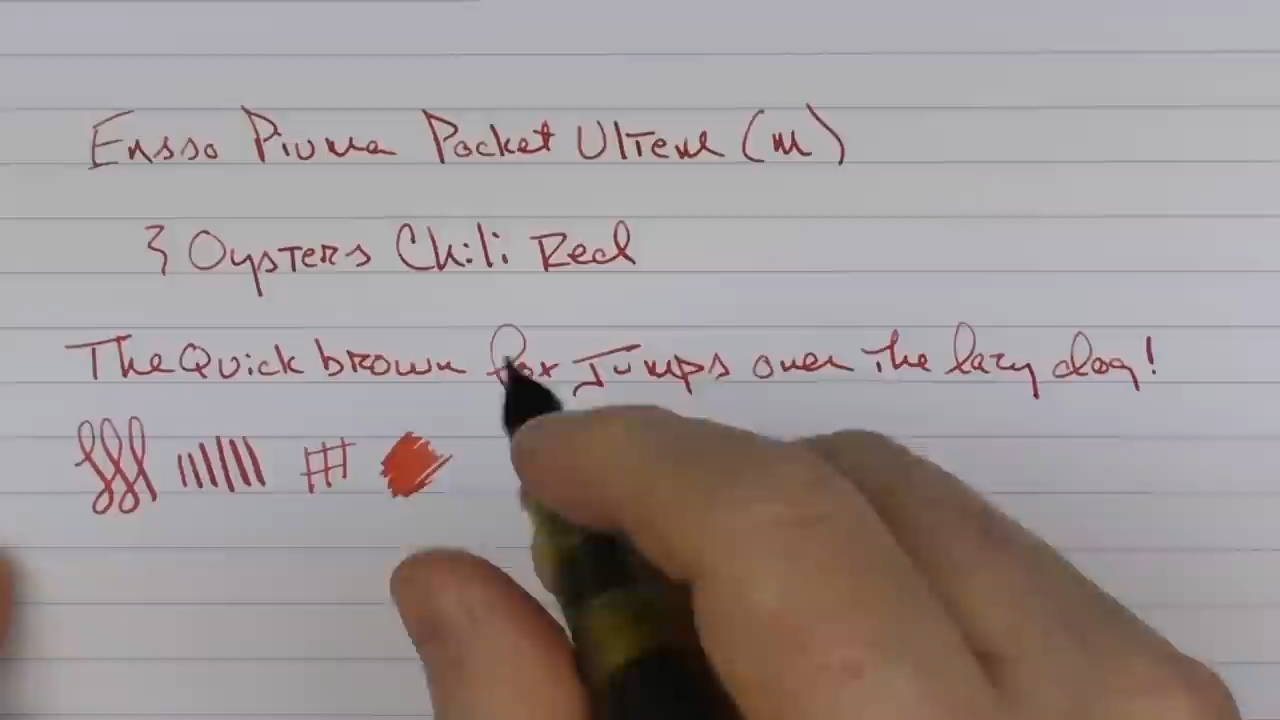 Ensso Piuma Pocket Ultem (m)
3 Oysters Chili Red
The Quick brown fox Jumps over The lazy dog!